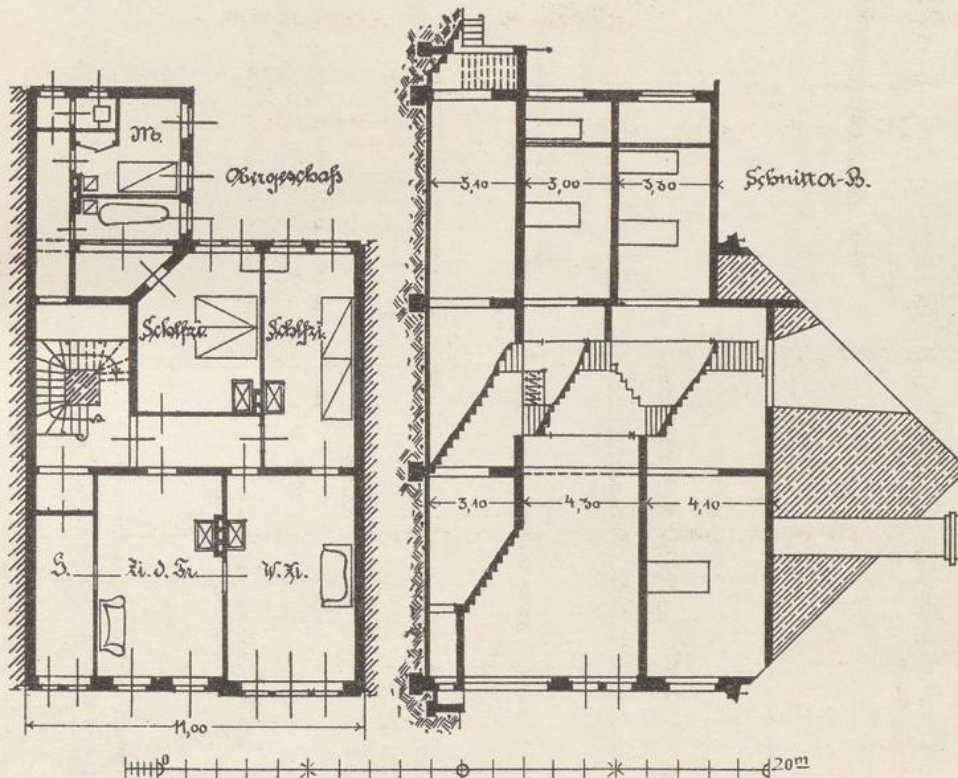 M.
Obergeschoß
Schlfzi.
Schlfzi.
S.
Zi. d. Fr.
W. Zi.
11,00
Schnitt A-B.
3,10
3,00
3,30
3,10
4,30
4,10
0
20m